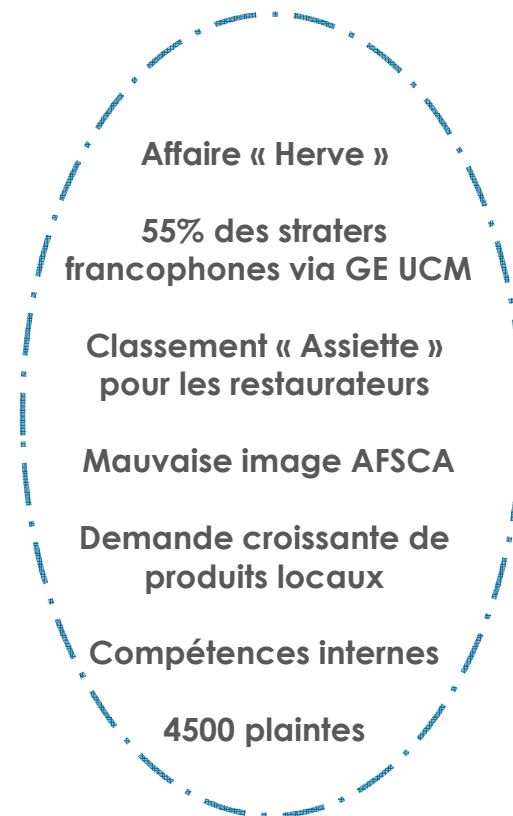 Affaire « Herve »
55% des straters
francophones via GE UCM
Classement « Assiette »
pour les restaurateurs
Mauvaise image AFSCA
Demande croissante de
produits locaux
Compétences internes
4500 plaintes